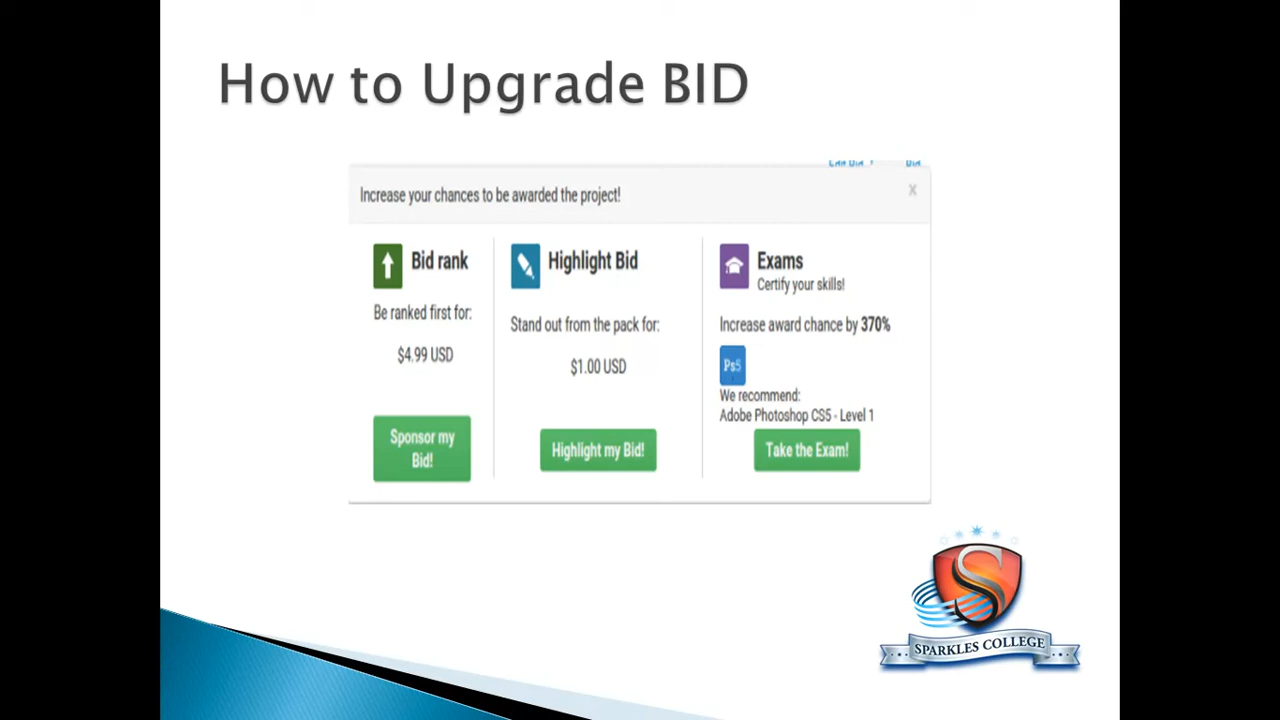 How to Upgrade BID
Increase your chances to be awarded the project!
x
Bid rank
Be ranked first for:
$4.99 USD
Sponsor my
Bid!
Highlight Bid
Stand out from the pack for:
$1.00 USD
Highlight my Bid!
Exams
Certify your skills!
Increase award chance by 370%
Ps5
We recommend:
Adobe Photoshop CS5 - Level 1
Take the Exam!
S
SPARKLES COLLEGE